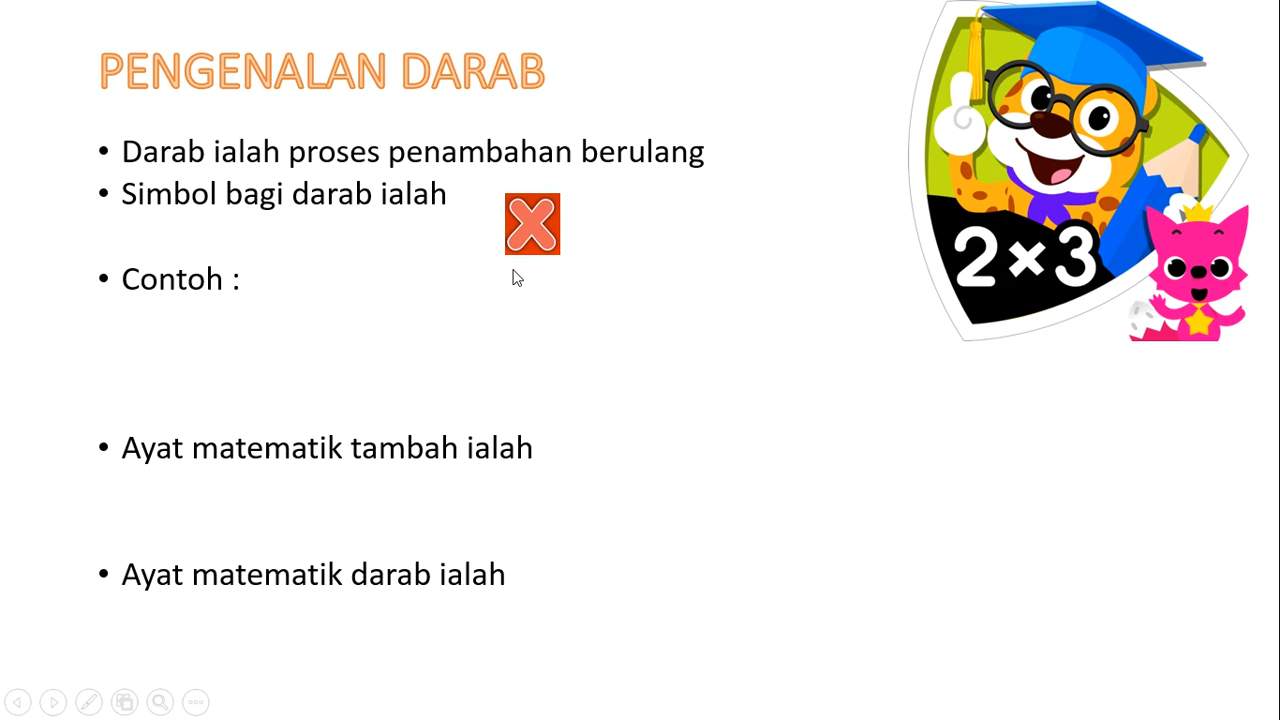 PENGENALAN DARAB
• Darab ialah proses penambahan berulang
• Simbol bagi darab ialah
• Contoh :
• Ayat matematik tambah ialah
• Ayat matematik darab ialah
2×3